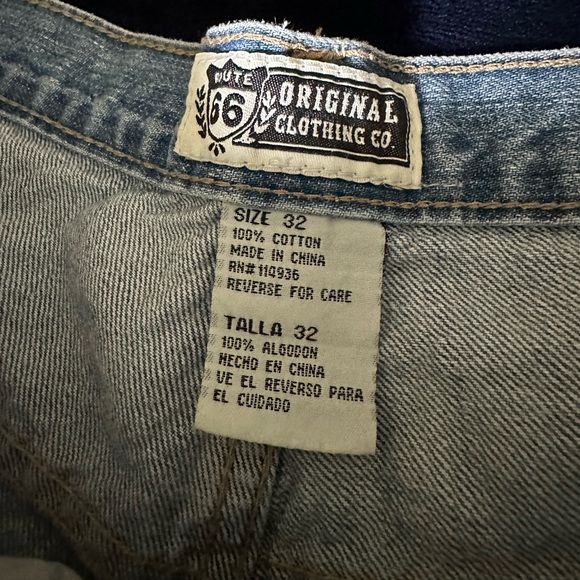 ROUTE
66
ORIGINAL
CLOTHING CO.
SIZE 32
100% COTTON
MADE IN CHINA
RN# 114936
REVERSE FOR CARE
TALLA 32
100% ALGODON
HECHO EN CHINA
VE EL REVERSO PARA
EL CUIDADO